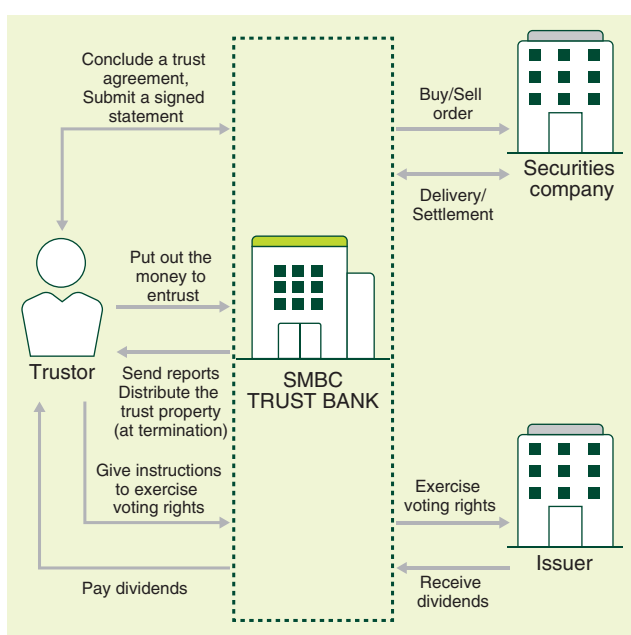 Conclude a trust
agreement,
Submit a signed
statement
Buy/Sell
order
Securities
company
Delivery/
Settlement
Put out the
money to
entrust
Trustor
Send reports
Distribute the
trust property
(at termination)
SMBC
TRUST BANK
Give instructions
to exercise
voting rights
Exercise
voting rights
Issuer
Pay dividends
Receive
dividends